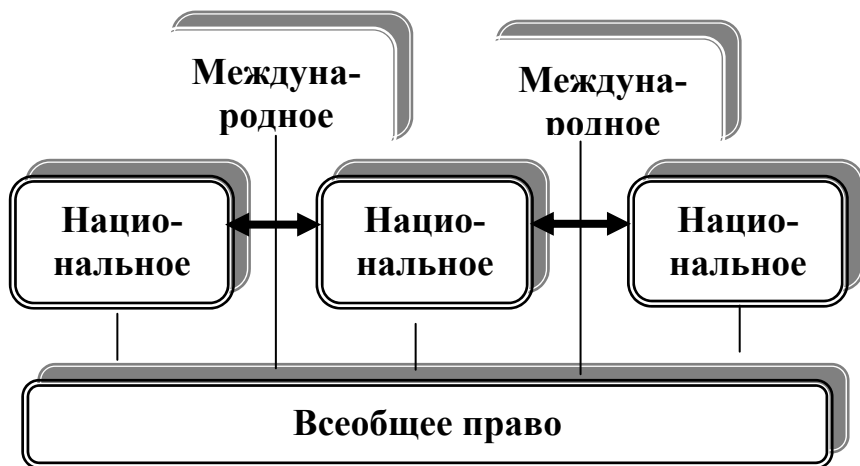 Междуна-
родное
Междуна-
родное
Нацио-
нальное
Нацио-
нальное
Нацио-
нальное
Всеобщее право